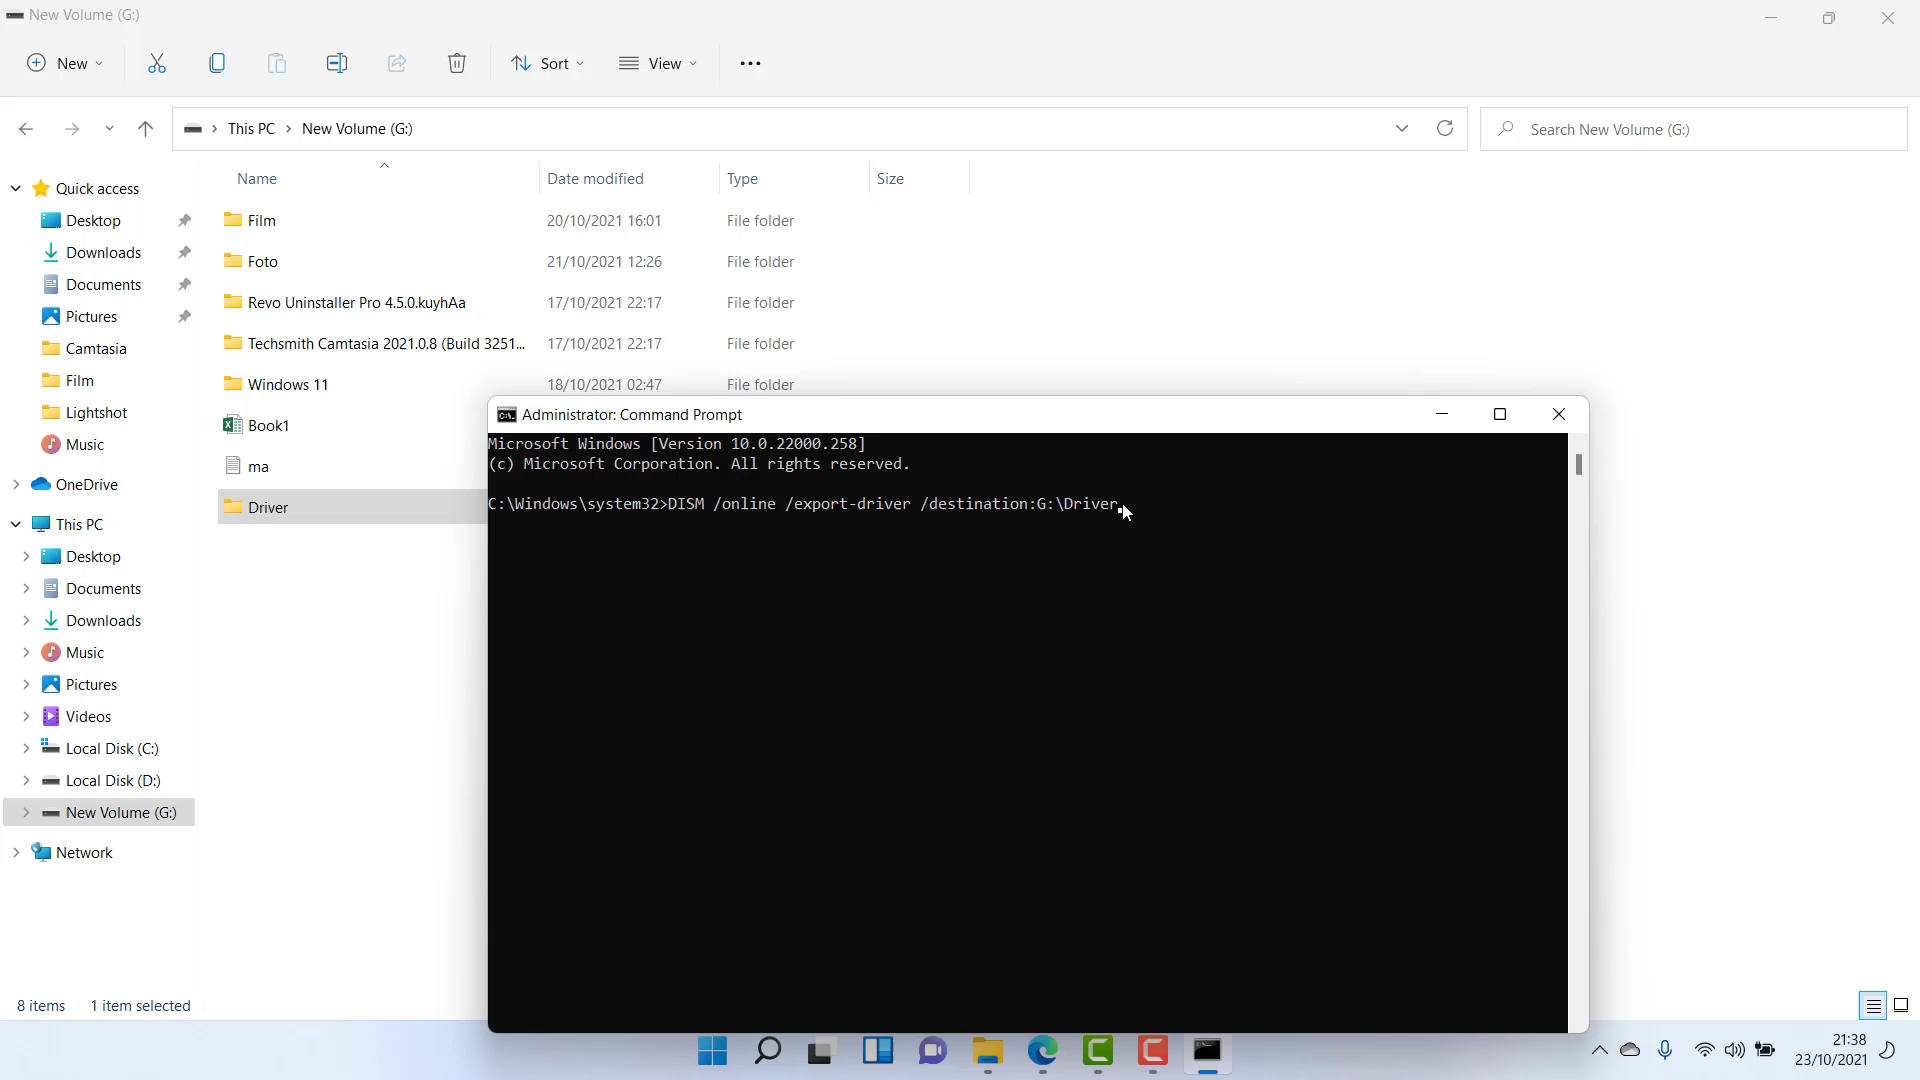 New Volume (G:)
New
Sort
View
This PC
New Volume (G:)
Search New Volume (G:)
Name
Date modified
Type
Size
Quick access
Desktop
Downloads
Documents
Pictures
Camtasia
Film
Lightshot
Music
OneDrive
This PC
Desktop
Documents
Downloads
Music
Pictures
Videos
Local Disk (C:)
Local Disk (D:)
New Volume (G:)
Network
Film 20/10/2021 16:01 File folder
Foto 21/10/2021 12:26 File folder
Revo Uninstaller Pro 4.5.0.kuyhAa 17/10/2021 22:17 File folder
Techsmith Camtasia 2021.0.8 (Build 3251... 17/10/2021 22:17 File folder
Windows 11 18/10/2021 02:47 File folder
Book1
ma
Driver
Administrator: Command Prompt
Microsoft Windows [Version 10.0.22000.258]
(c) Microsoft Corporation. All rights reserved.
C:\Windows\system32>DISM /online /export-driver /destination:G:\Driver
8 items 1 item selected
21:38
23/10/2021